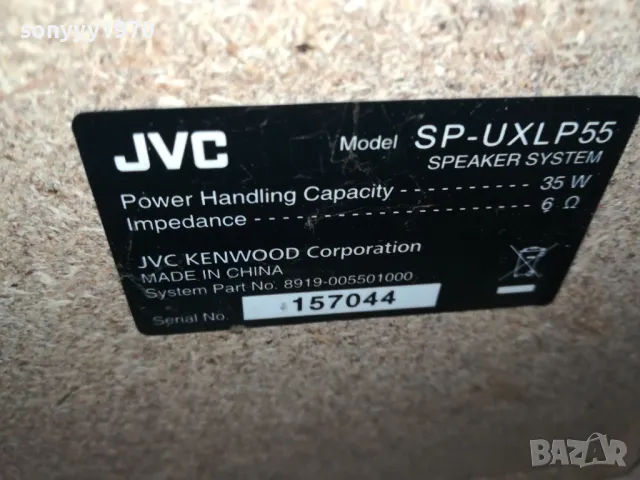 sonyyy1970
JVC Model SP-UXLP55
SPEAKER SYSTEM
Power Handling Capacity ---------- 35 W
Impedance -------------------------- 6 Ω
JVC KENWOOD Corporation
MADE IN CHINA
System Part No. 8919-005501000
Serial No. 157044
BAZAR